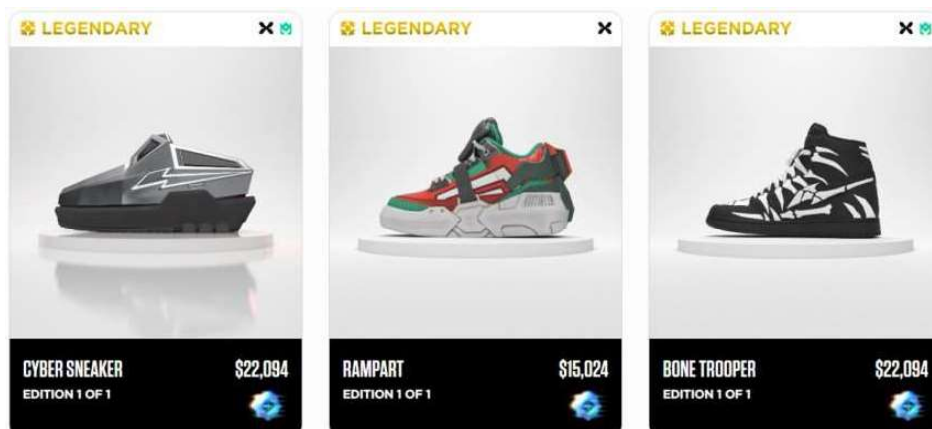 LEGENDARY
LEGENDARY
LEGENDARY
CYBER SNEAKER $22,094
EDITION 1 OF 1
RAMPART $15,024
EDITION 1 OF 1
BONE TROOPER $22,094
EDITION 1 OF 1